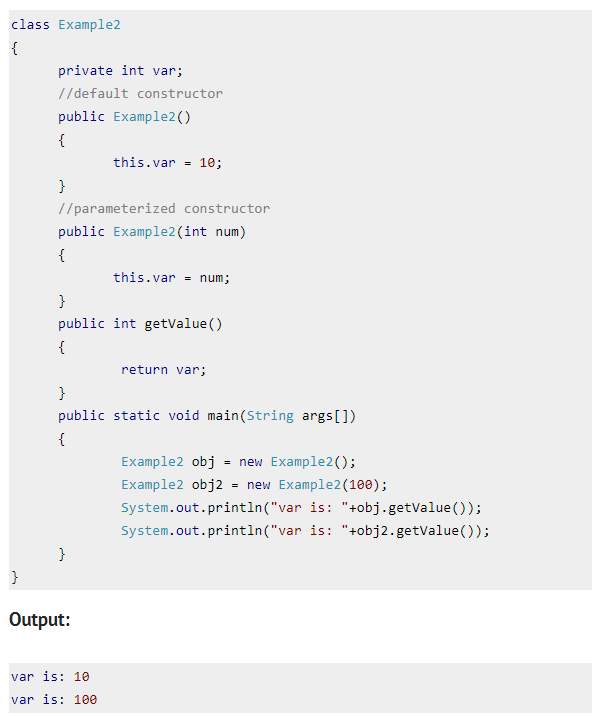 class Example2
{
private int var;
//default constructor
public Example2()
{
this.var = 10;
}
//parameterized constructor
public Example2(int num)
{
this.var = num;
}
public int getValue()
{
return var;
}
public static void main(String args[])
{
Example2 obj = new Example2();
Example2 obj2 = new Example2(100);
System.out.println("var is: "+obj.getValue());
System.out.println("var is: "+obj2.getValue());
}
}
Output:
var is: 10
var is: 100